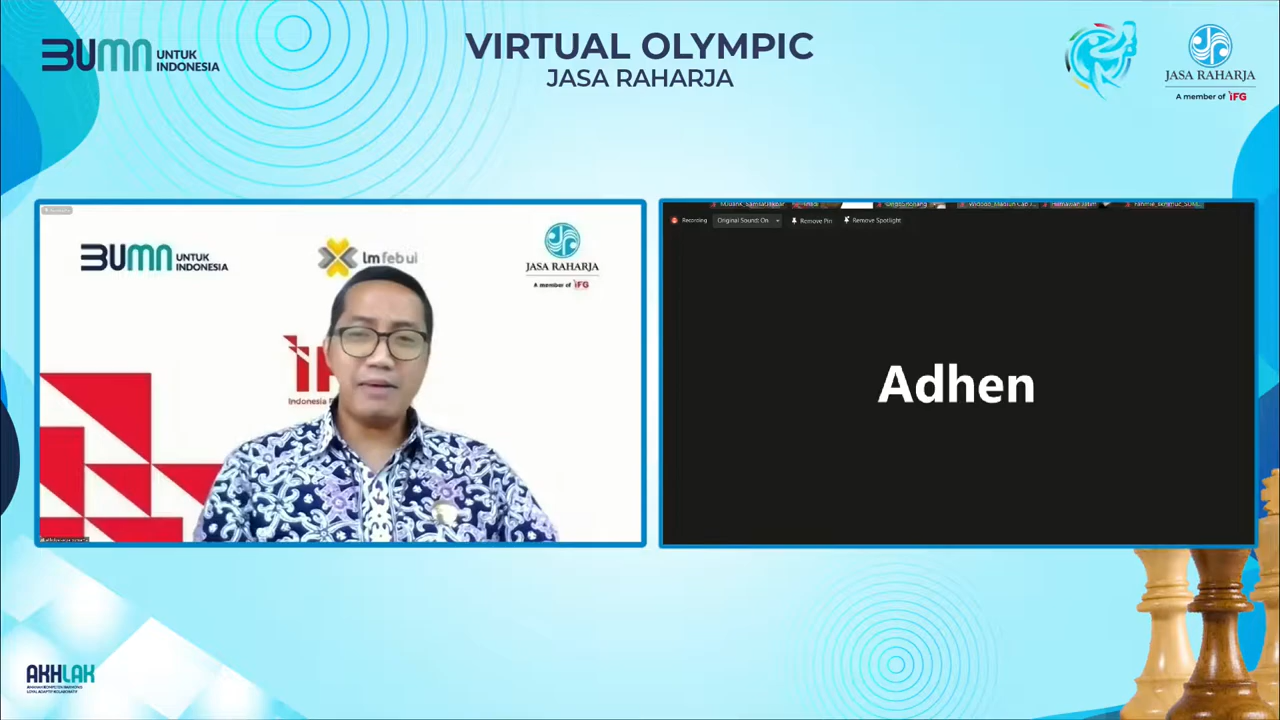 BUMN UNTUK INDONESIA
VIRTUAL OLYMPIC
JASA RAHARJA
JASA RAHARJA
A member of IFG
BUMN UNTUK INDONESIA
lm feb ui
JASA RAHARJA
A member of IFG
Indonesia
Recording
Original Sound: On
Remove Pin
Remove Spotlight
Adhen
AKHLAK